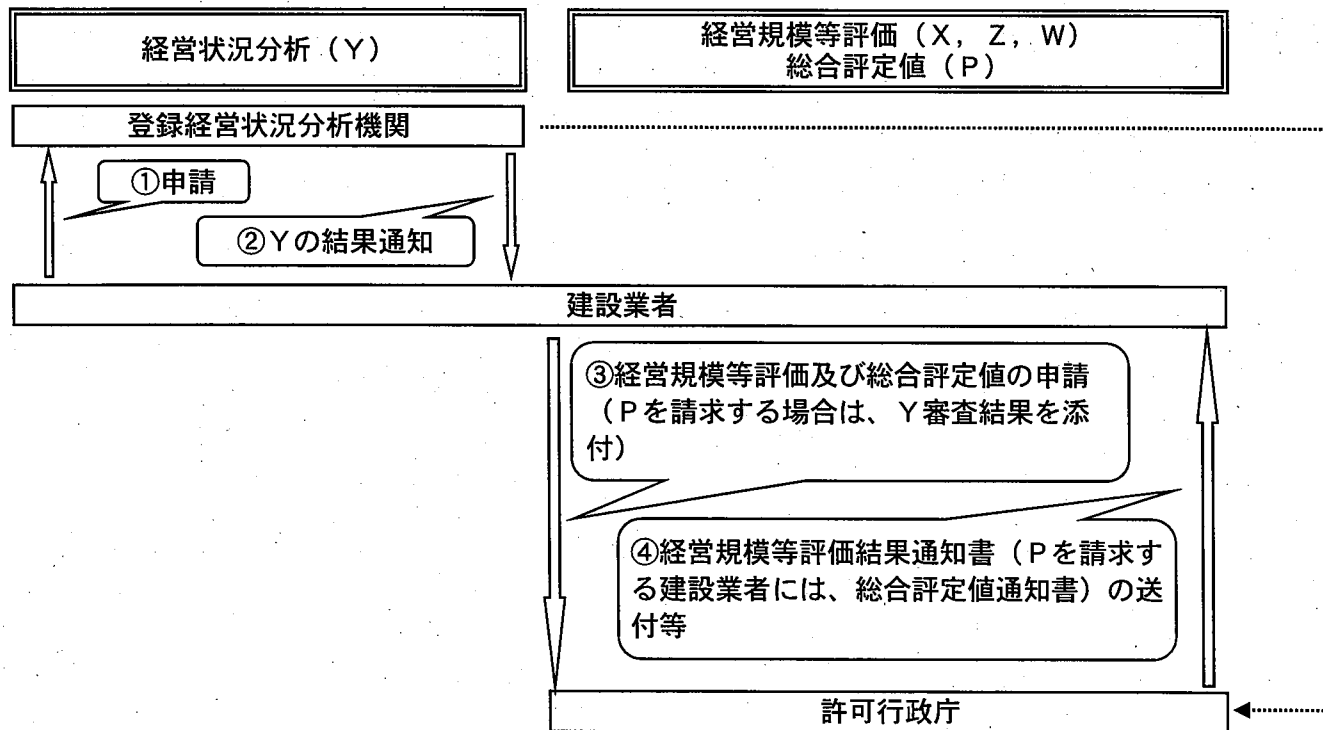 経営状況分析(Y)
経営規模等評価(X,Z,W)
総合評定値(P)
登録経営状況分析機関
①申請
②Yの結果通知
建設業者
③経営規模等評価及び総合評定値の申請
(Pを請求する場合は、Y審査結果を添
付)
④経営規模等評価結果通知書(Pを請求す
る建設業者には、総合評定値通知書)の送
付等
許可行政庁